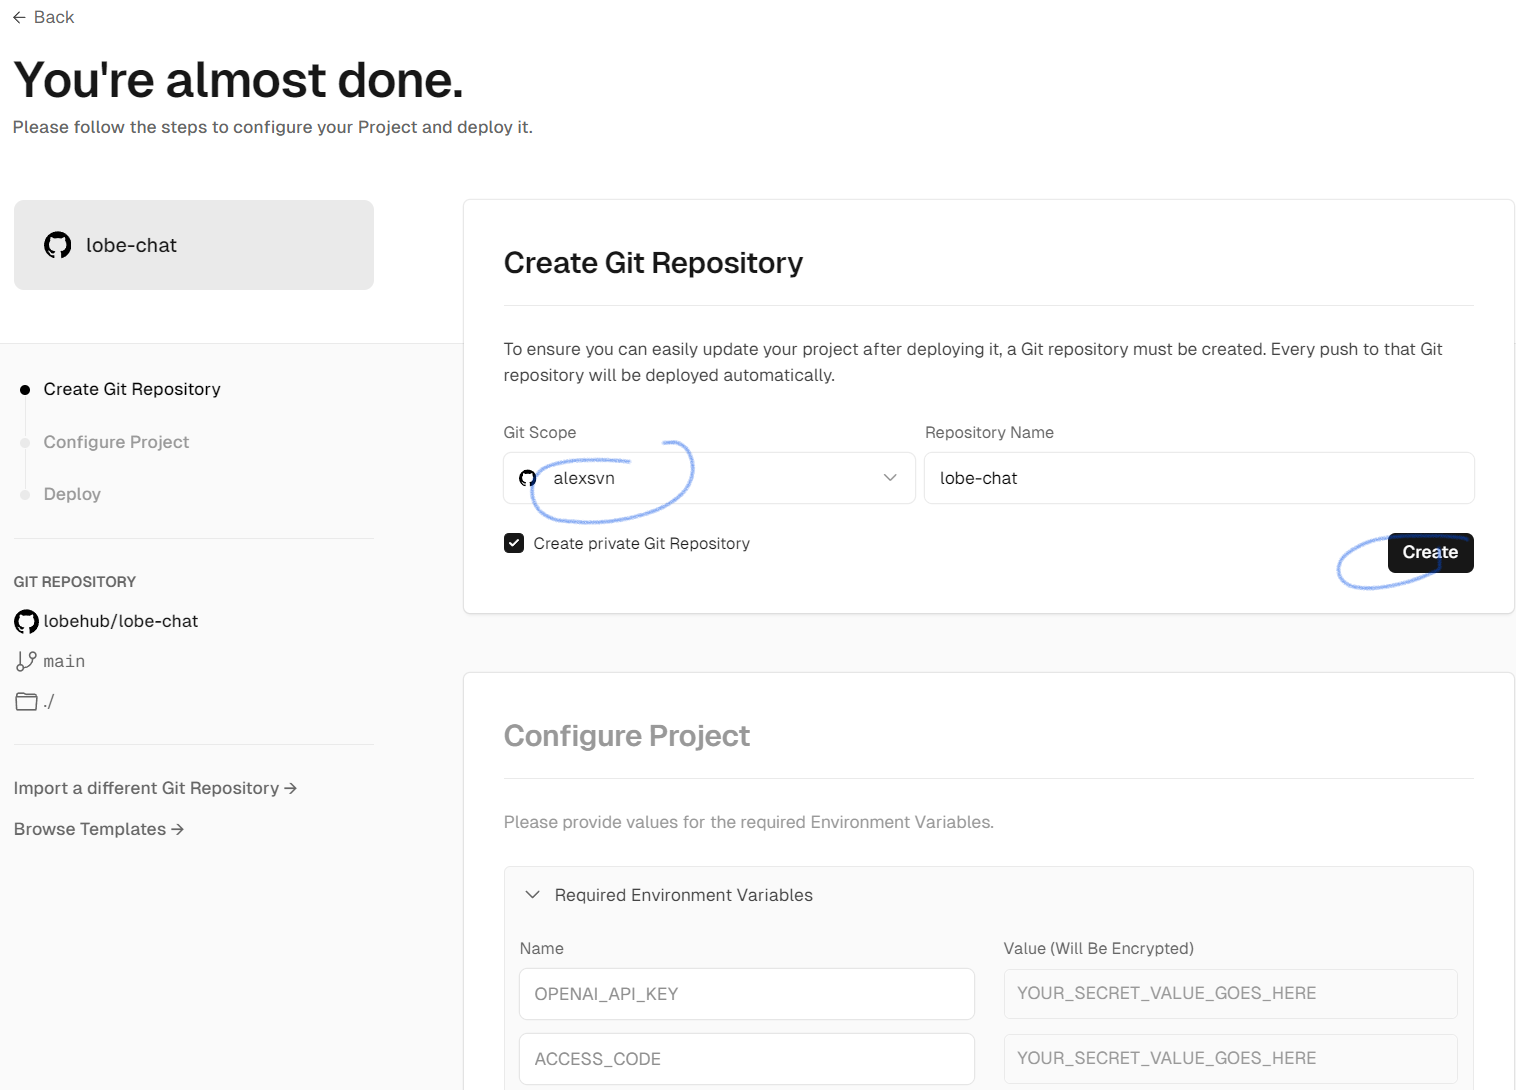 ← Back
You're almost done.
Please follow the steps to configure your Project and deploy it.
lobe-chat
Create Git Repository
Configure Project
Deploy
GIT REPOSITORY
lobehub/lobe-chat
main
./
Import a different Git Repository →
Browse Templates →
Create Git Repository
To ensure you can easily update your project after deploying it, a Git repository must be created. Every push to that Git
repository will be deployed automatically.
Git Scope
alexsvn
Repository Name
lobe-chat
Create private Git Repository
Create
Configure Project
Please provide values for the required Environment Variables.
Required Environment Variables
Name
Value (Will Be Encrypted)
OPENAI_API_KEY
YOUR_SECRET_VALUE_GOES_HERE
ACCESS_CODE
YOUR_SECRET_VALUE_GOES_HERE